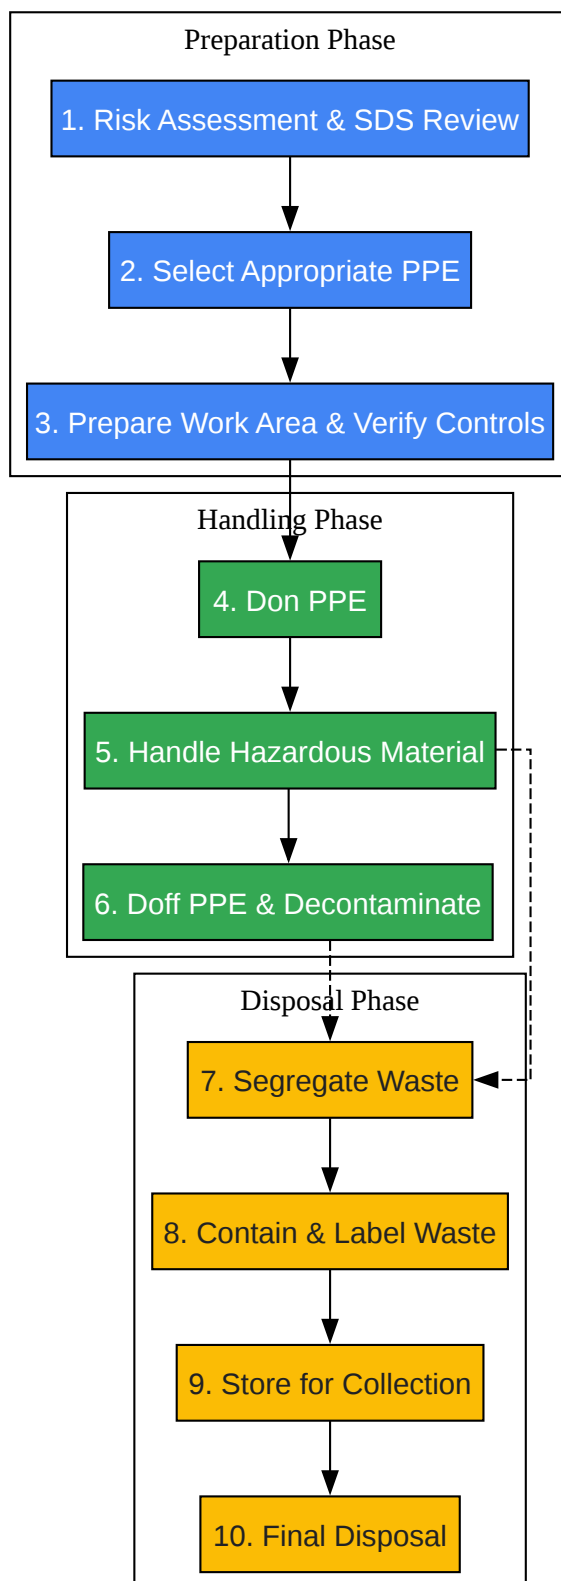 Preparation Phase
1. Risk Assessment & SDS Review
2. Select Appropriate PPE
3. Prepare Work Area & Verify Controls
Handling Phase
4. Don PPE
5. Handle Hazardous Material
6. Doff PPE & Decontaminate
Disposal Phase
7. Segregate Waste
8. Contain & Label Waste
9. Store for Collection
10. Final Disposal